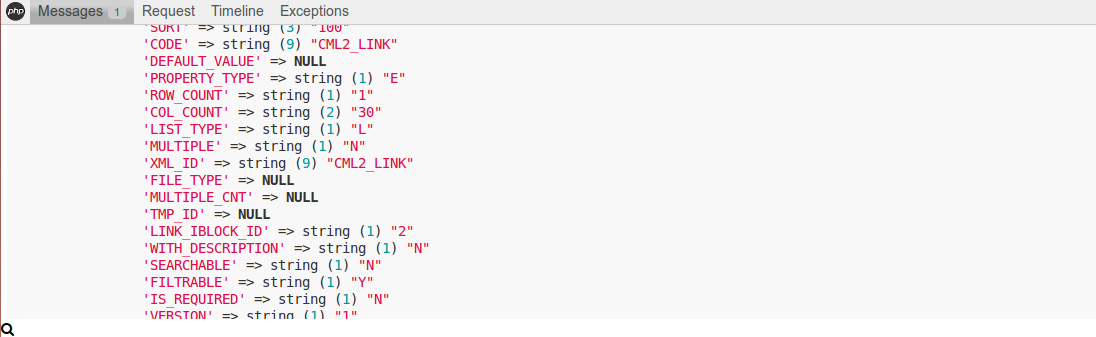 php Messages 1 Request Timeline Exceptions
'SORT' => string (3) "100"
'CODE' => string (9) "CML2_LINK"
'DEFAULT_VALUE' => NULL
'PROPERTY_TYPE' => string (1) "E"
'ROW_COUNT' => string (1) "1"
'COL_COUNT' => string (2) "30"
'LIST_TYPE' => string (1) "L"
'MULTIPLE' => string (1) "N"
'XML_ID' => string (9) "CML2_LINK"
'FILE_TYPE' => NULL
'MULTIPLE_CNT' => NULL
'TMP_ID' => NULL
'LINK_IBLOCK_ID' => string (1) "2"
'WITH_DESCRIPTION' => string (1) "N"
'SEARCHABLE' => string (1) "N"
'FILTRABLE' => string (1) "Y"
'IS_REQUIRED' => string (1) "N"
'VERSION' => string (1) "1"